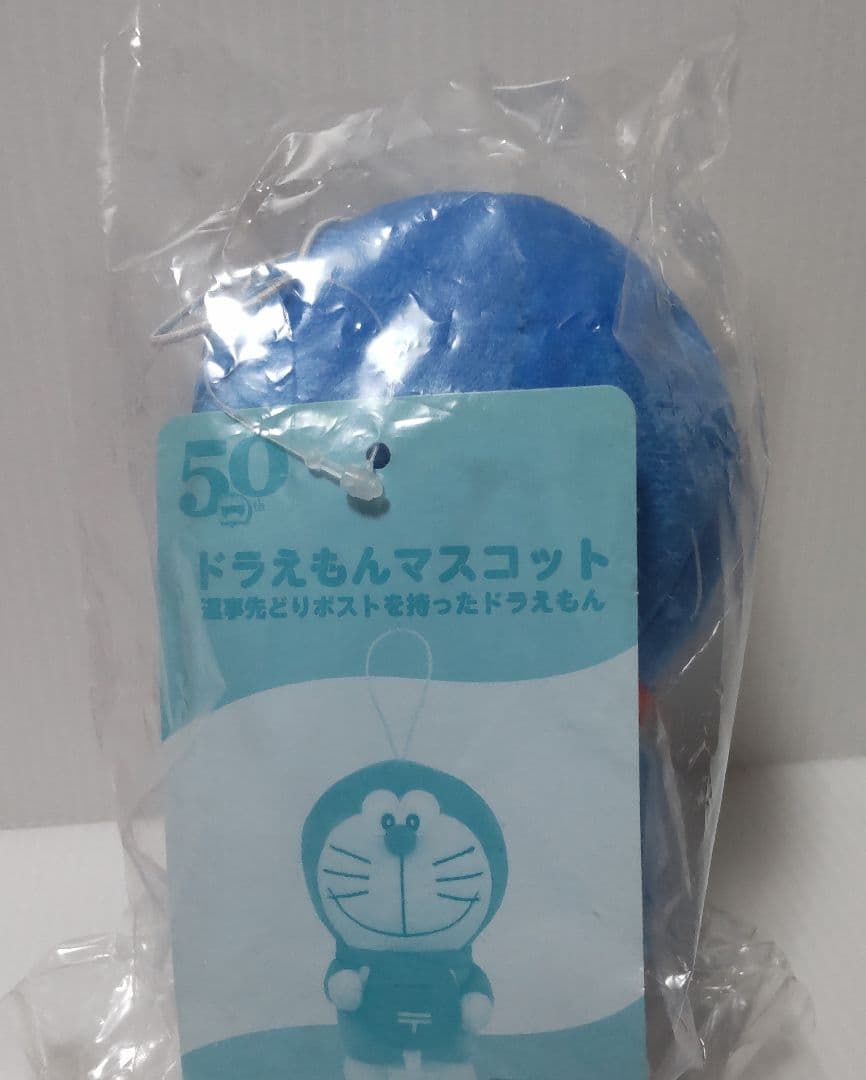 50th
ドラえもんマスコット
返事先どりポストを持ったドラえもん
〒